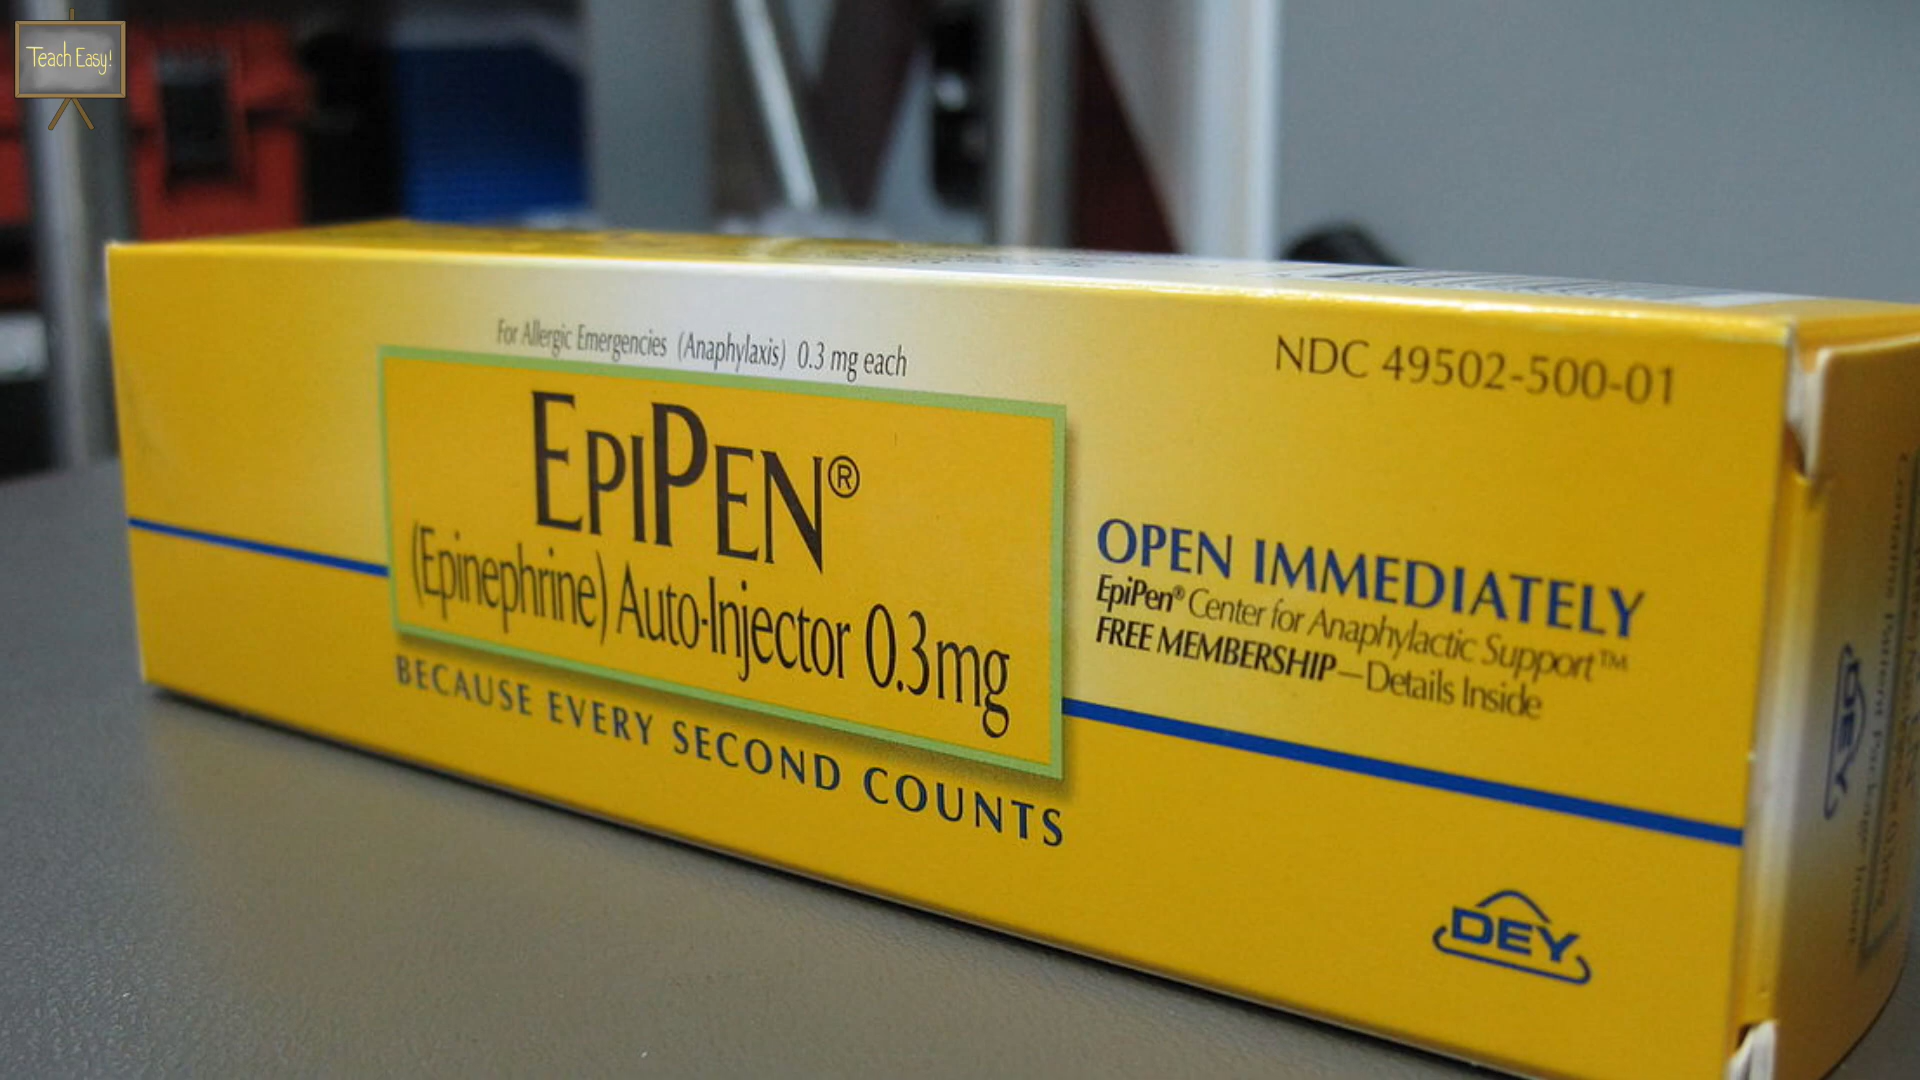 Teach Easy!
For Allergic Emergencies (Anaphylaxis) 0.3 mg each
NDC 49502-500-01
EPIPEN®
(Epinephrine) Auto-Injector 0.3mg
BECAUSE EVERY SECOND COUNTS
OPEN IMMEDIATELY
EpiPen® Center for Anaphylactic Support™
FREE MEMBERSHIP—Details Inside
DEY
DEY